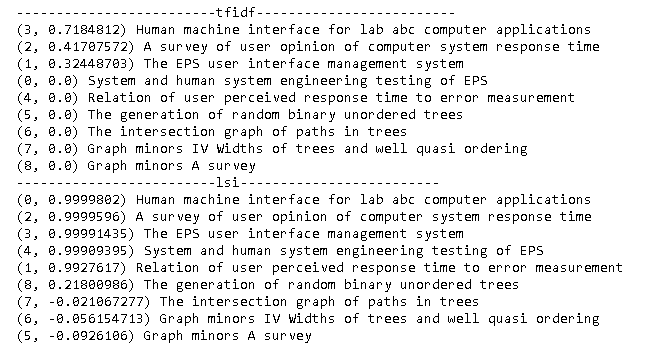 -------------------------tfidf-------------------------
(3, 0.7184812) Human machine interface for lab abc computer applications
(2, 0.41707572) A survey of user opinion of computer system response time
(1, 0.32448703) The EPS user interface management system
(0, 0.0) System and human system engineering testing of EPS
(4, 0.0) Relation of user perceived response time to error measurement
(5, 0.0) The generation of random binary unordered trees
(6, 0.0) The intersection graph of paths in trees
(7, 0.0) Graph minors IV Widths of trees and well quasi ordering
(8, 0.0) Graph minors A survey
-------------------------lsi-------------------------
(0, 0.9999802) Human machine interface for lab abc computer applications
(2, 0.9999596) A survey of user opinion of computer system response time
(3, 0.99991435) The EPS user interface management system
(4, 0.99909395) System and human system engineering testing of EPS
(1, 0.9927617) Relation of user perceived response time to error measurement
(8, 0.21800986) The generation of random binary unordered trees
(7, -0.021067277) The intersection graph of paths in trees
(6, -0.056154713) Graph minors IV Widths of trees and well quasi ordering
(5, -0.0926106) Graph minors A survey